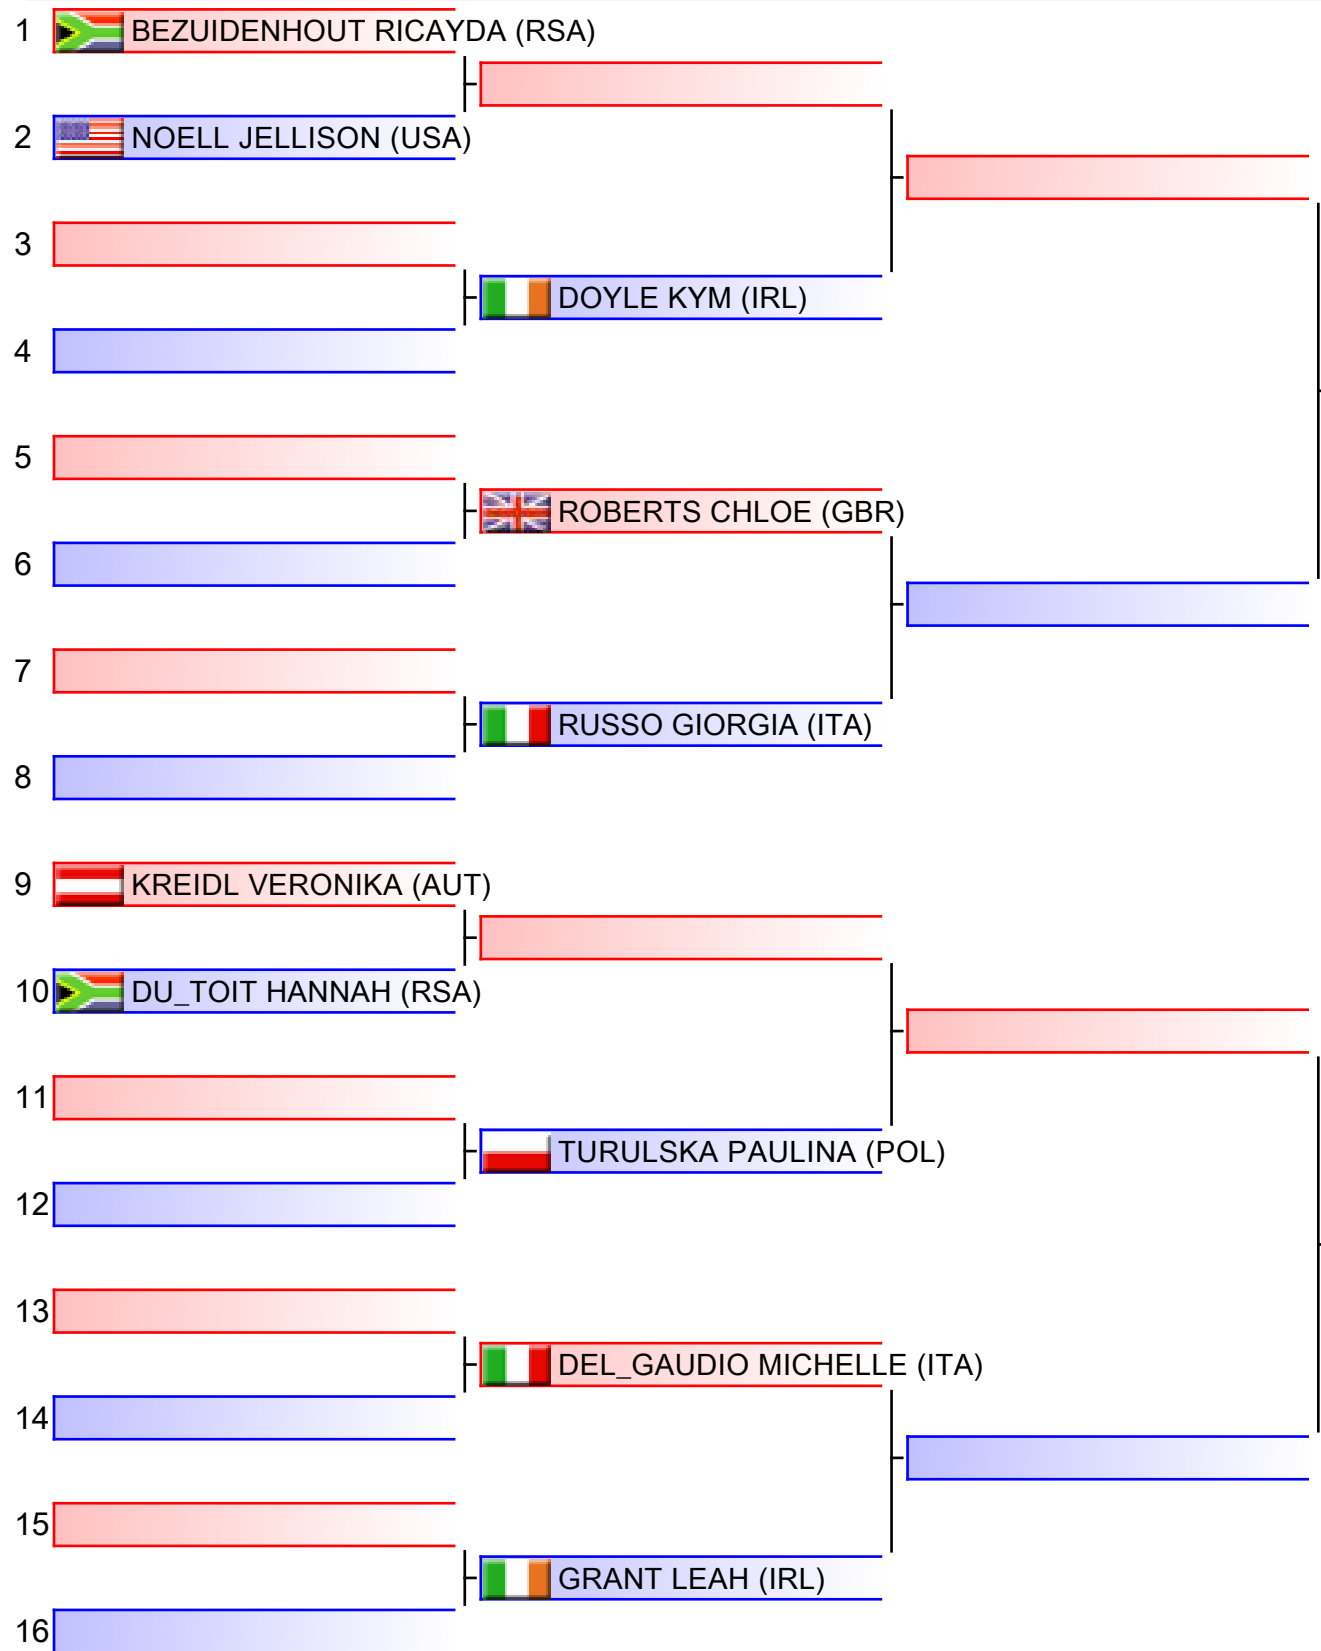 1 BEZUIDENHOUT RICAYDA (RSA)
2 NOELL JELLISON (USA)
3
DOYLE KYM (IRL)
4
5
ROBERTS CHLOE (GBR)
6
7
RUSSO GIORGIA (ITA)
8
9 KREIDL VERONIKA (AUT)
10 DU_TOIT HANNAH (RSA)
11
TURULSKA PAULINA (POL)
12
13
DEL_GAUDIO MICHELLE (ITA)
14
15
GRANT LEAH (IRL)
16